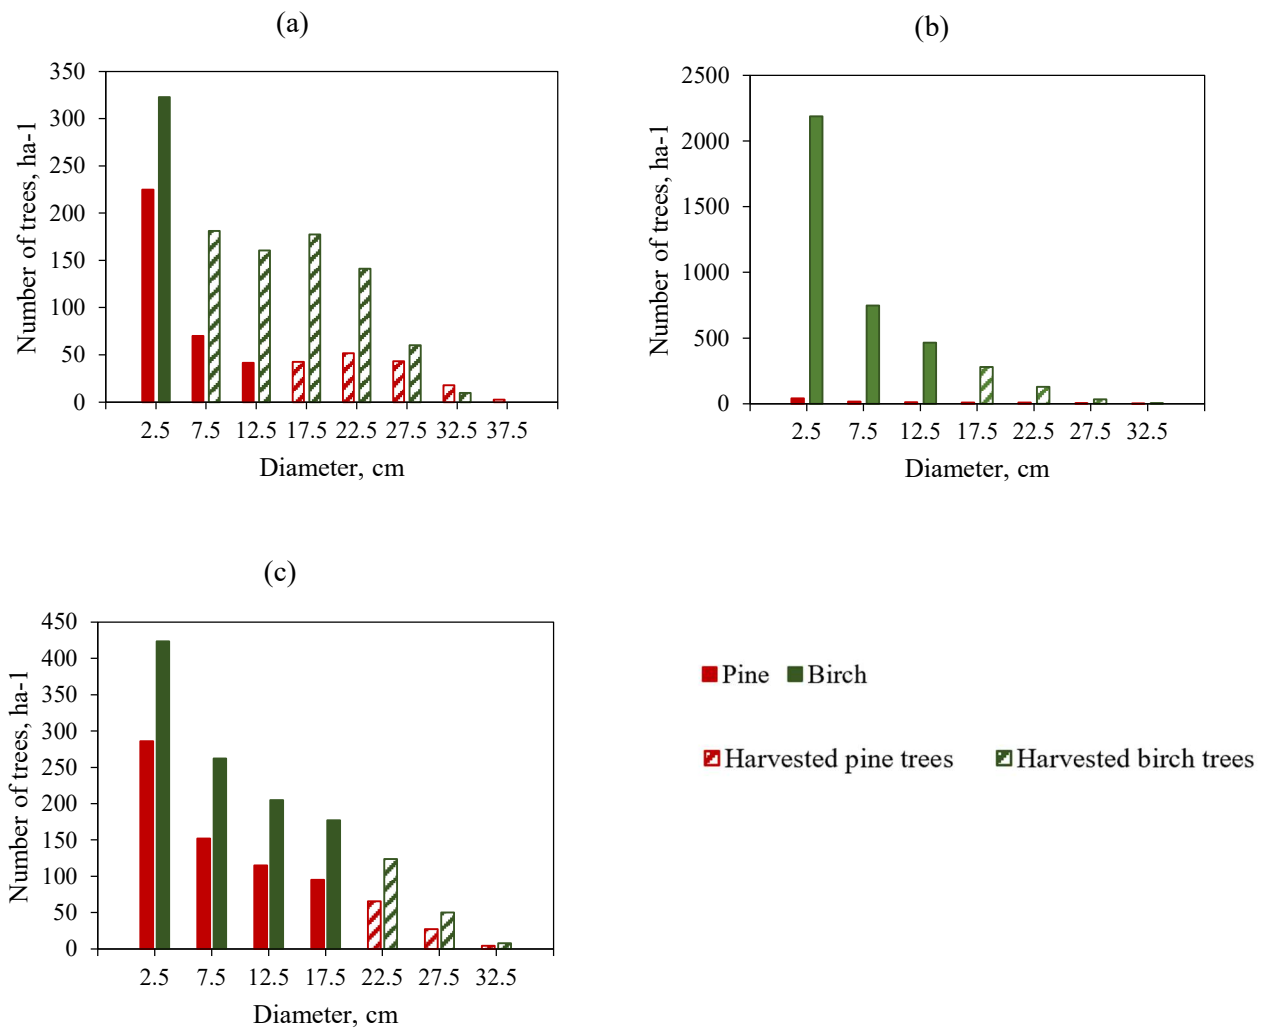 (a)
350
300
250
200
150
100
50
0
Number of trees, ha-1
2.5 7.5 12.5 17.5 22.5 27.5 32.5 37.5
Diameter, cm
(b)
2500
2000
1500
1000
500
0
Number of trees, ha-1
2.5 7.5 12.5 17.5 22.5 27.5 32.5
Diameter, cm
(c)
450
400
350
300
250
200
150
100
50
0
Number of trees, ha-1
2.5 7.5 12.5 17.5 22.5 27.5 32.5
Diameter, cm
Pine Birch
Harvested pine trees Harvested birch trees